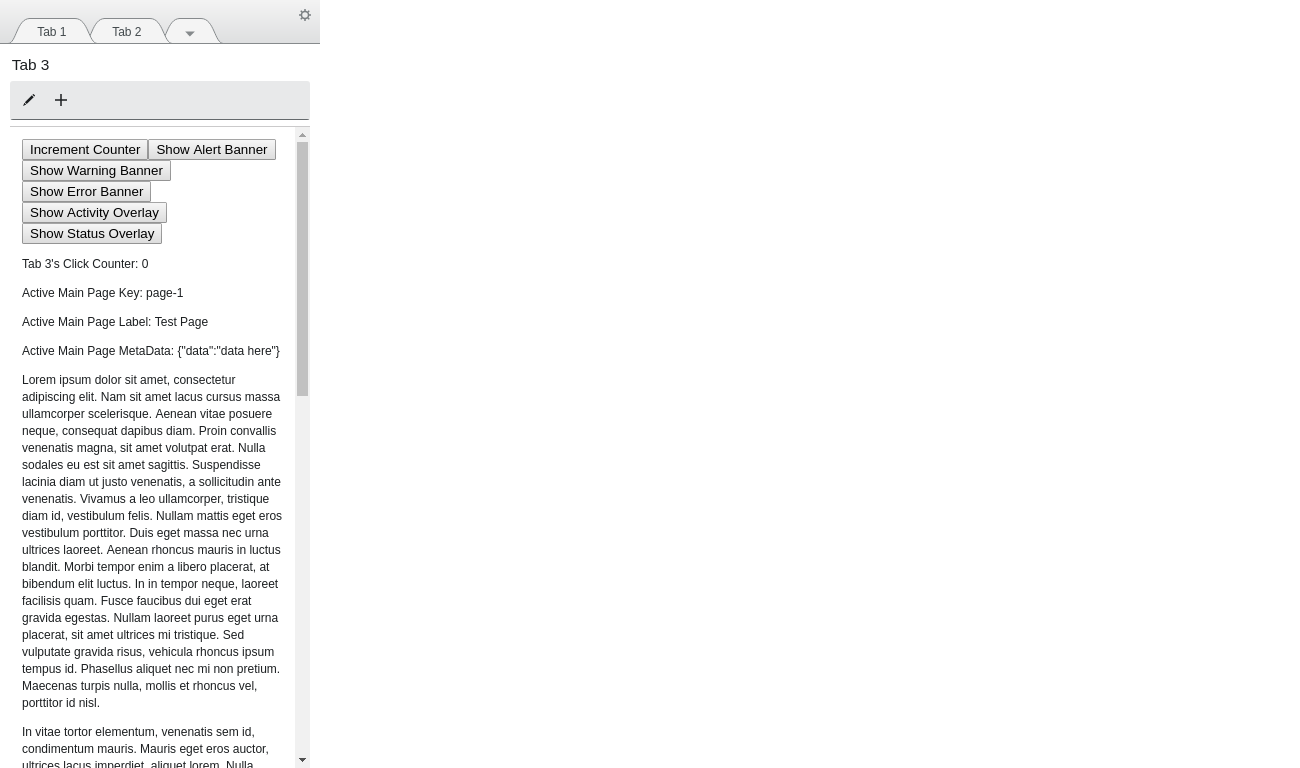 Tab 1
Tab 2
Tab 3
Increment Counter
Show Alert Banner
Show Warning Banner
Show Error Banner
Show Activity Overlay
Show Status Overlay
Tab 3's Click Counter: 0
Active Main Page Key: page-1
Active Main Page Label: Test Page
Active Main Page MetaData: {"data":"data here"}
Lorem ipsum dolor sit amet, consectetur
adipiscing elit. Nam sit amet lacus cursus massa
ullamcorper scelerisque. Aenean vitae posuere
neque, consequat dapibus diam. Proin convallis
venenatis magna, sit amet volutpat erat. Nulla
sodales eu est sit amet sagittis. Suspendisse
lacinia diam ut justo venenatis, a sollicitudin ante
venenatis. Vivamus a leo ullamcorper, tristique
diam id, vestibulum felis. Nullam mattis eget eros
vestibulum porttitor. Duis eget massa nec urna
ultrices laoreet. Aenean rhoncus mauris in luctus
blandit. Morbi tempor enim a libero placerat, at
bibendum elit luctus. In in tempor neque, laoreet
facilisis quam. Fusce faucibus dui eget erat
gravida egestas. Nullam laoreet purus eget urna
placerat, sit amet ultrices mi tristique. Sed
vulputate gravida risus, vehicula rhoncus ipsum
tempus id. Phasellus aliquet nec mi non pretium.
Maecenas turpis nulla, mollis et rhoncus vel,
porttitor id nisl.
In vitae tortor elementum, venenatis sem id,
condimentum mauris. Mauris eget eros auctor,
ultrices lacus imperdiet, aliquet lorem. Nulla